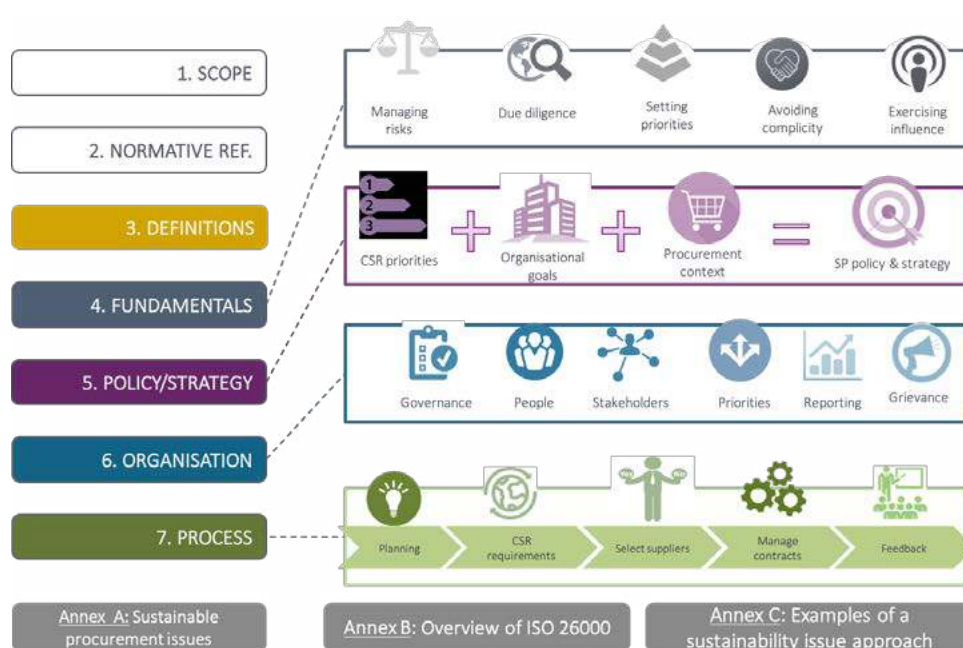 1. SCOPE
2. NORMATIVE REF.
3. DEFINITIONS
4. FUNDAMENTALS
5. POLICY/STRATEGY
6. ORGANISATION
7. PROCESS
Managing
risks
Due diligence
Setting
priorities
Avoiding
complicity
Exercising
influence
1
2
3
CSR priorities
+
Organisational
goals
+
Procurement
context
=
SP policy & strategy
Governance
People
Stakeholders
Priorities
Reporting
Grievance
Planning
CSR
requirements
Select suppliers
Manage
contracts
Feedback
Annex A: Sustainable
procurement issues
Annex B: Overview of ISO 26000
Annex C: Examples of a
sustainability issue approach